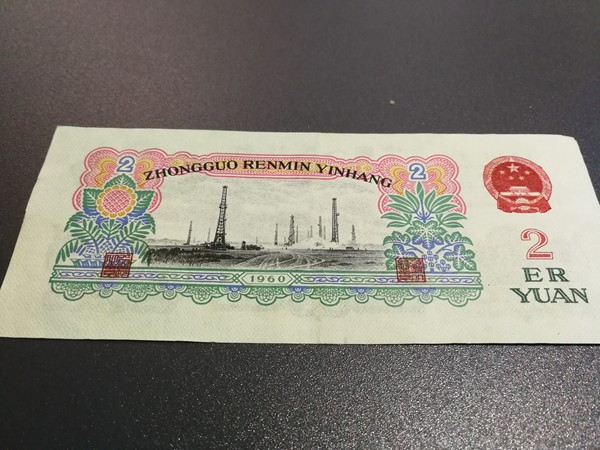 2
ZHONGGUO RENMIN YINHANG
2
1960
2
ER
YUAN